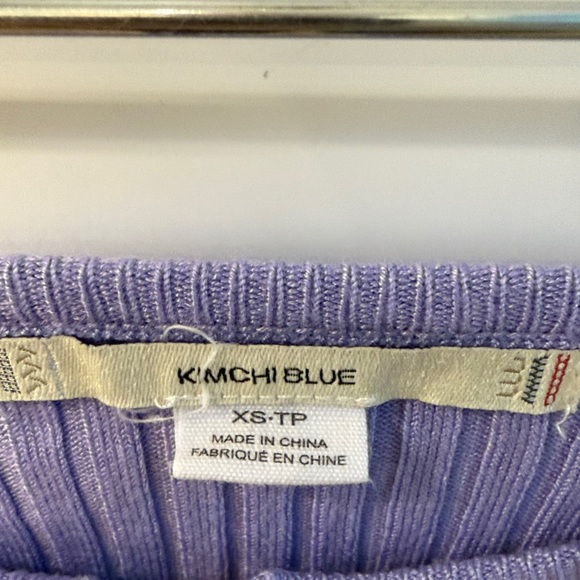 KIMCHI BLUE
XS·TP
MADE IN CHINA
FABRIQUÉ EN CHINE